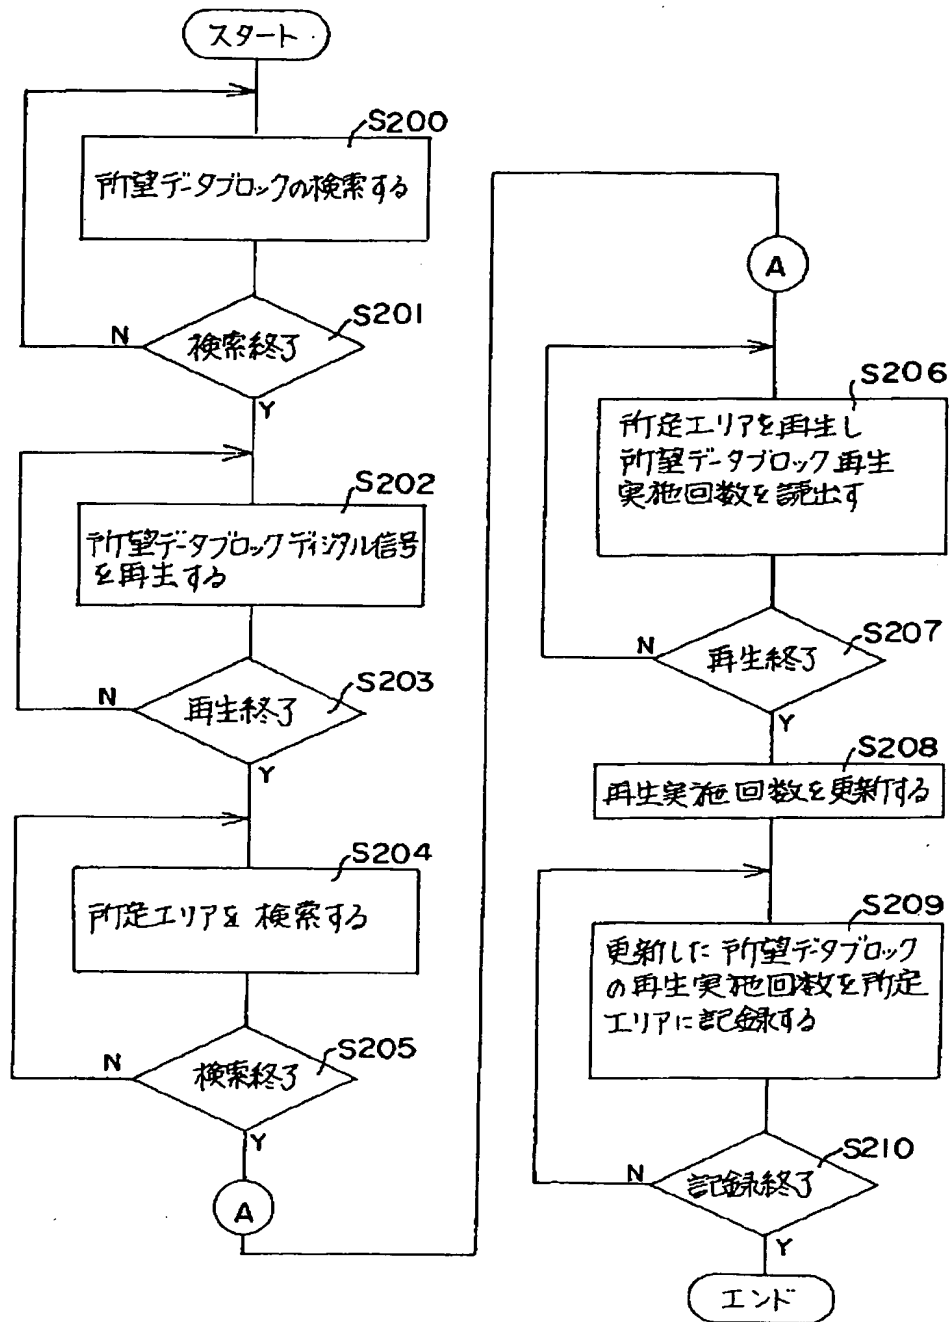 スタート
S200
所望データブロックの検索する
S201
検索終了
N
Y
S202
所望データブロックディジタル信号
を再生する
S203
再生終了
N
Y
S204
所定エリアを検索する
S205
検索終了
N
Y
A
A
S206
所定エリアを再生し
所望データブロック再生
実施回数を読出す
S207
再生終了
N
Y
S208
再生実施回数を更新する
S209
更新した所望データブロック
の再生実施回数を所定
エリアに記録する
S210
記録終了
N
Y
エンド